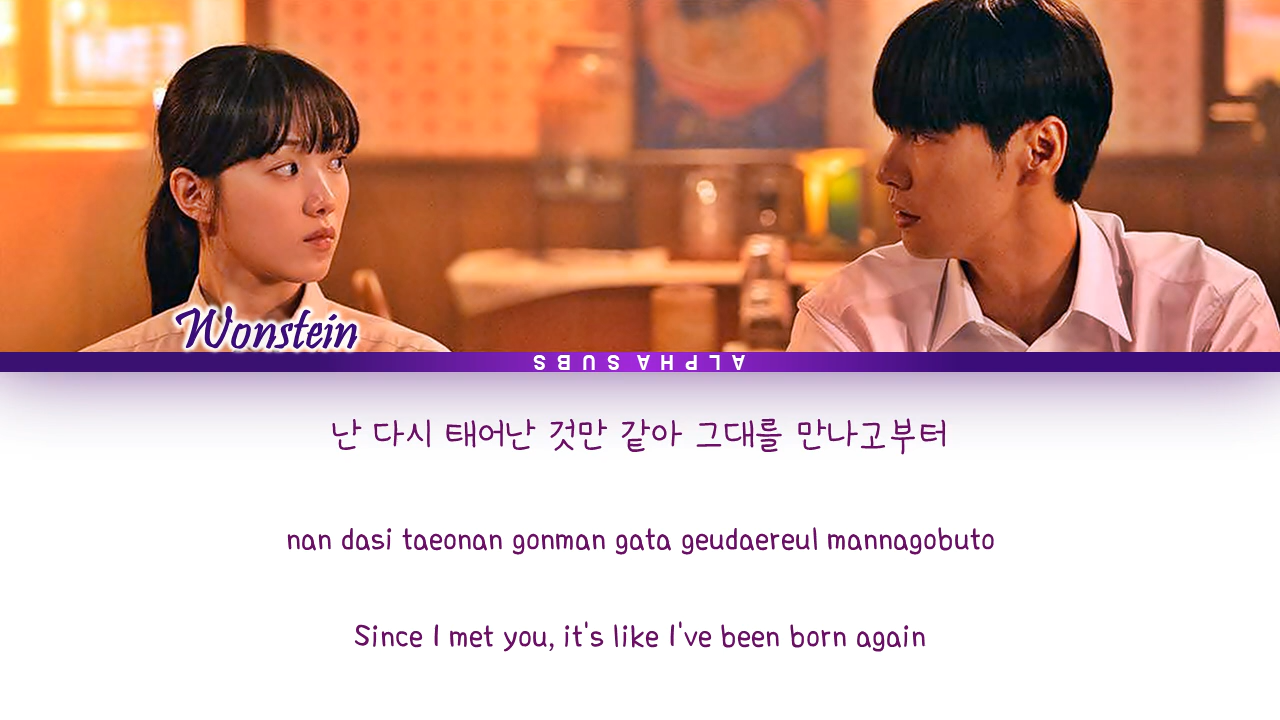 Wonstein
ALPHA SUBS
난 다시 태어난 것만 같아 그대를 만나고부터
nan dasi taeonan gonman gata geudaereul mannagobuto
Since I met you, it's like I've been born again